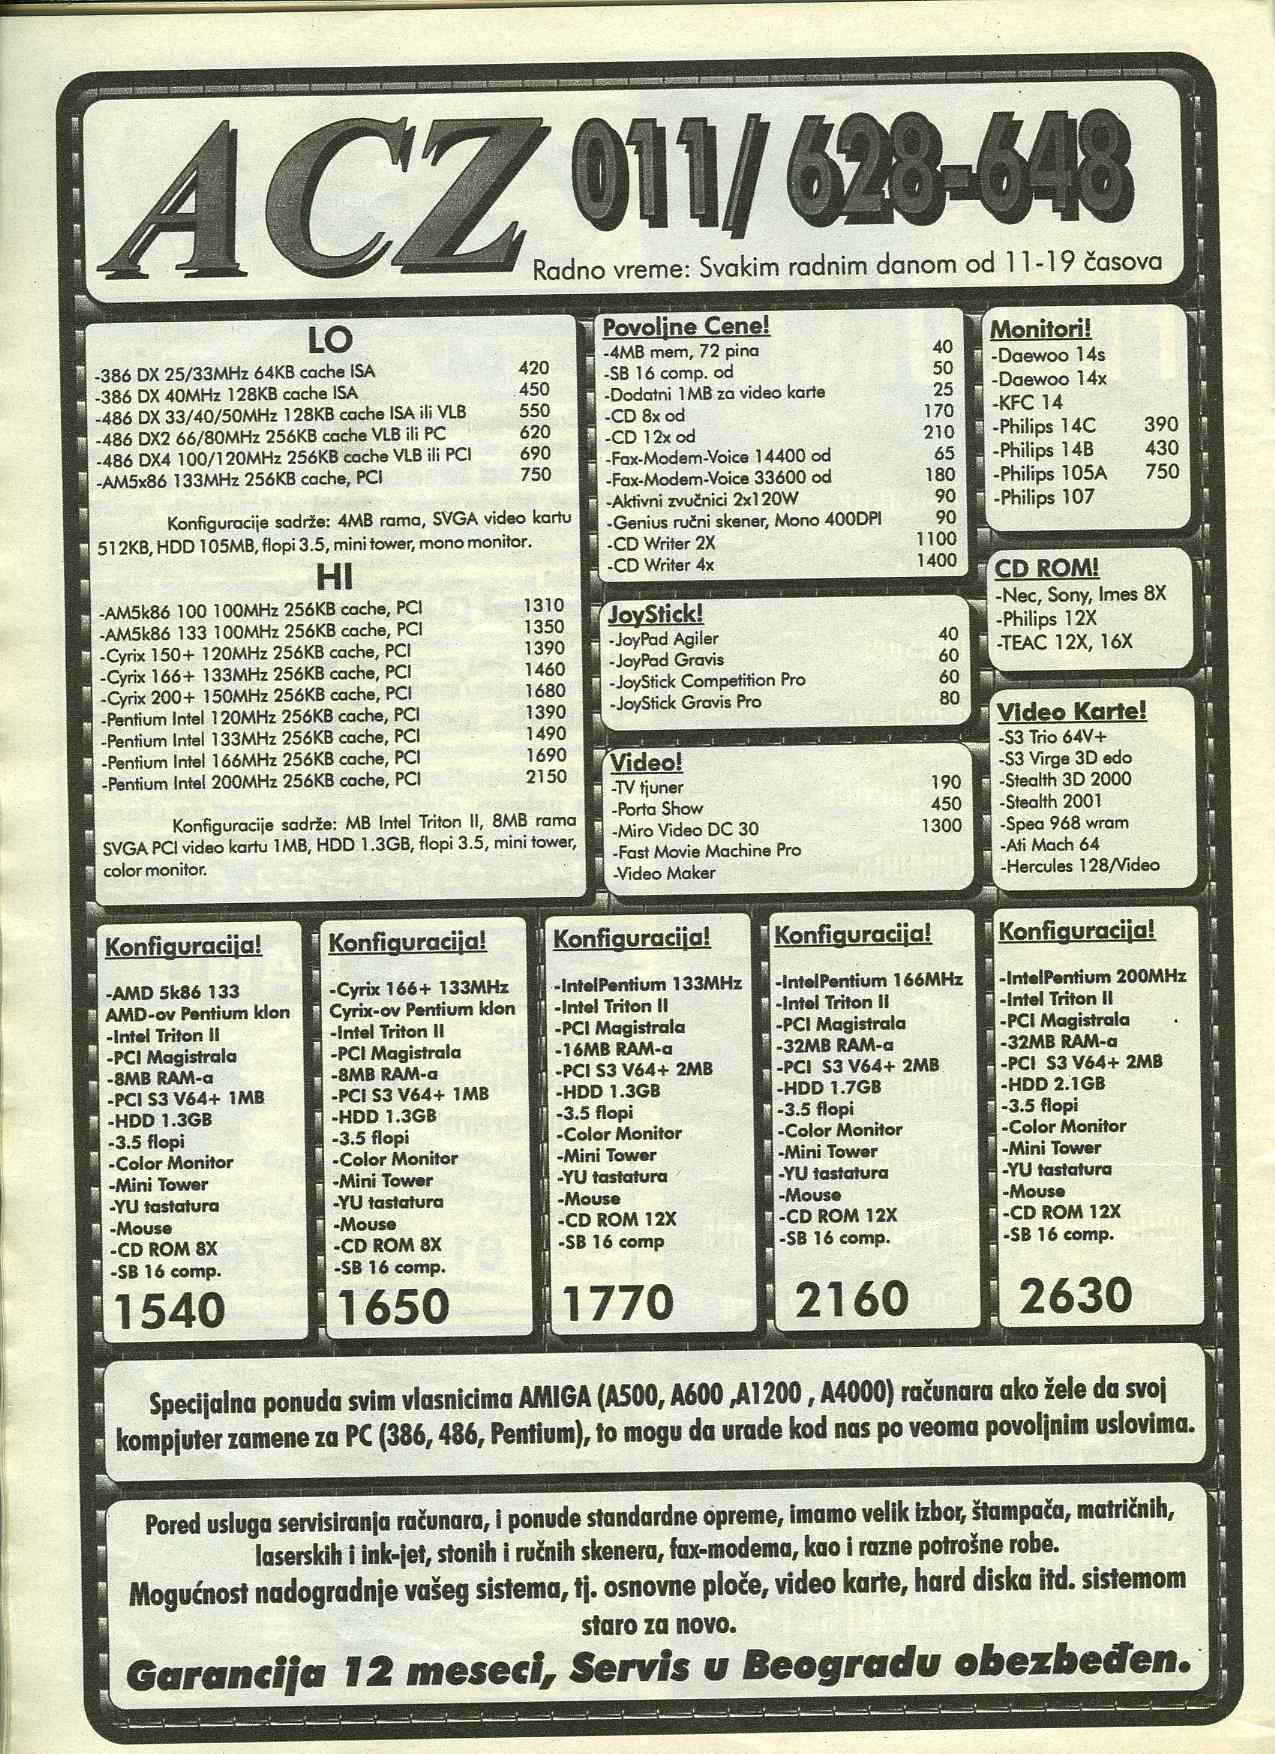 ACZ 011/ 628-648
Radno vreme: Svakim radnim danom od 11-19 časova
LO
-386 DX 25/33MHz 64KB cache ISA 420
-386 DX 40MHz 128KB cache ISA 450
-486 DX 33/40/50MHz 128KB cache ISA ili VLB 550
-486 DX2 66/80MHz 256KB cache VLB ili PC 620
-486 DX4 100/120MHz 256KB cache VLB ili PCI 690
-AM5x86 133MHz 256KB cache, PCI 750
Konfiguracije sadrže: 4MB rama, SVGA video kartu
512KB, HDD 105MB, flopi 3.5, mini tower, mono monitor.
HI
-AM5k86 100 100MHz 256KB cache, PCI 1310
-AM5k86 133 100MHz 256KB cache, PCI 1350
-Cyrix 150+ 120MHz 256KB cache, PCI 1390
-Cyrix 166+ 133MHz 256KB cache, PCI 1460
-Cyrix 200+ 150MHz 256KB cache, PCI 1680
-Pentium Intel 120MHz 256KB cache, PCI 1390
-Pentium Intel 133MHz 256KB cache, PCI 1490
-Pentium Intel 166MHz 256KB cache, PCI 1690
-Pentium Intel 200MHz 256KB cache, PCI 2150
Konfiguracije sadrže: MB Intel Triton II, 8MB rama
SVGA PCI video kartu 1MB, HDD 1.3GB, flopi 3.5, mini tower,
color monitor.
Povoljne Cene!
-4MB mem, 72 pina 40
-SB 16 comp. od 50
-Dodatni 1MB za video karte 25
-CD 8x od 170
-CD 12x od 210
-Fax-Modem-Voice 14400 od 65
-Fax-Modem-Voice 33600 od 180
-Aktivni zvučnici 2x120W 90
-Genius ručni skener, Mono 400DPI 90
-CD Writer 2X 1100
-CD Writer 4x 1400
JoyStick!
-JoyPad Agiler 40
-JoyPad Gravis 60
-JoyStick Competition Pro 60
-JoyStick Gravis Pro 80
Video!
-TV tjuner 190
-Porta Show 450
-Miro Video DC 30 1300
-Fast Movie Machine Pro
-Video Maker
Monitori!
-Daewoo 14s
-Daewoo 14x
-KFC 14
-Philips 14C 390
-Philips 14B 430
-Philips 105A 750
-Philips 107
CD ROM!
-Nec, Sony, Imes 8X
-Philips 12X
-TEAC 12X, 16X
Video Karte!
-S3 Trio 64V+
-S3 Virge 3D edo
-Stealth 3D 2000
-Stealth 2001
-Spea 968 wram
-Ati Mach 64
-Hercules 128/Video
Konfiguracija!
-AMD 5k86 133
AMD-ov Pentium klon
-Intel Triton II
-PCI Magistrala
-8MB RAM-a
-PCI S3 V64+ 1MB
-HDD 1.3GB
-3.5 flopi
-Color Monitor
-Mini Tower
-YU tastatura
-Mouse
-CD ROM 8X
-SB 16 comp.
1540
Konfiguracija!
-Cyrix 166+ 133MHz
Cyrix-ov Pentium klon
-Intel Triton II
-PCI Magistrala
-8MB RAM-a
-PCI S3 V64+ 1MB
-HDD 1.3GB
-3.5 flopi
-Color Monitor
-Mini Tower
-YU tastatura
-Mouse
-CD ROM 8X
-SB 16 comp.
1650
Konfiguracija!
-IntelPentium 133MHz
-Intel Triton II
-PCI Magistrala
-16MB RAM-a
-PCI S3 V64+ 2MB
-HDD 1.3GB
-3.5 flopi
-Color Monitor
-Mini Tower
-YU tastatura
-Mouse
-CD ROM 12X
-SB 16 comp
1770
Konfiguracija!
-IntelPentium 166MHz
-Intel Triton II
-PCI Magistrala
-32MB RAM-a
-PCI S3 V64+ 2MB
-HDD 1.7GB
-3.5 flopi
-Color Monitor
-Mini Tower
-YU tastatura
-Mouse
-CD ROM 12X
-SB 16 comp.
2160
Konfiguracija!
-IntelPentium 200MHz
-Intel Triton II
-PCI Magistrala
-32MB RAM-a
-PCI S3 V64+ 2MB
-HDD 2.1GB
-3.5 flopi
-Color Monitor
-Mini Tower
-YU tastatura
-Mouse
-CD ROM 12X
-SB 16 comp.
2630
Specijalna ponuda svim vlasnicima AMIGA (A500, A600 ,A1200 , A4000) računara ako žele da svoj
kompjuter zamene za PC (386, 486, Pentium), to mogu da urade kod nas po veoma povoljnim uslovima.
Pored usluga servisiranja računara, i ponude standardne opreme, imamo velik izbor, štampača, matričnih,
laserskih i ink-jet, stonih i ručnih skenera, fax-modema, kao i razne potrošne robe.
Mogućnost nadogradnje vašeg sistema, tj. osnovne ploče, video karte, hard diska itd. sistemom
staro za novo.
Garancija 12 meseci, Servis u Beogradu obezbeđen.